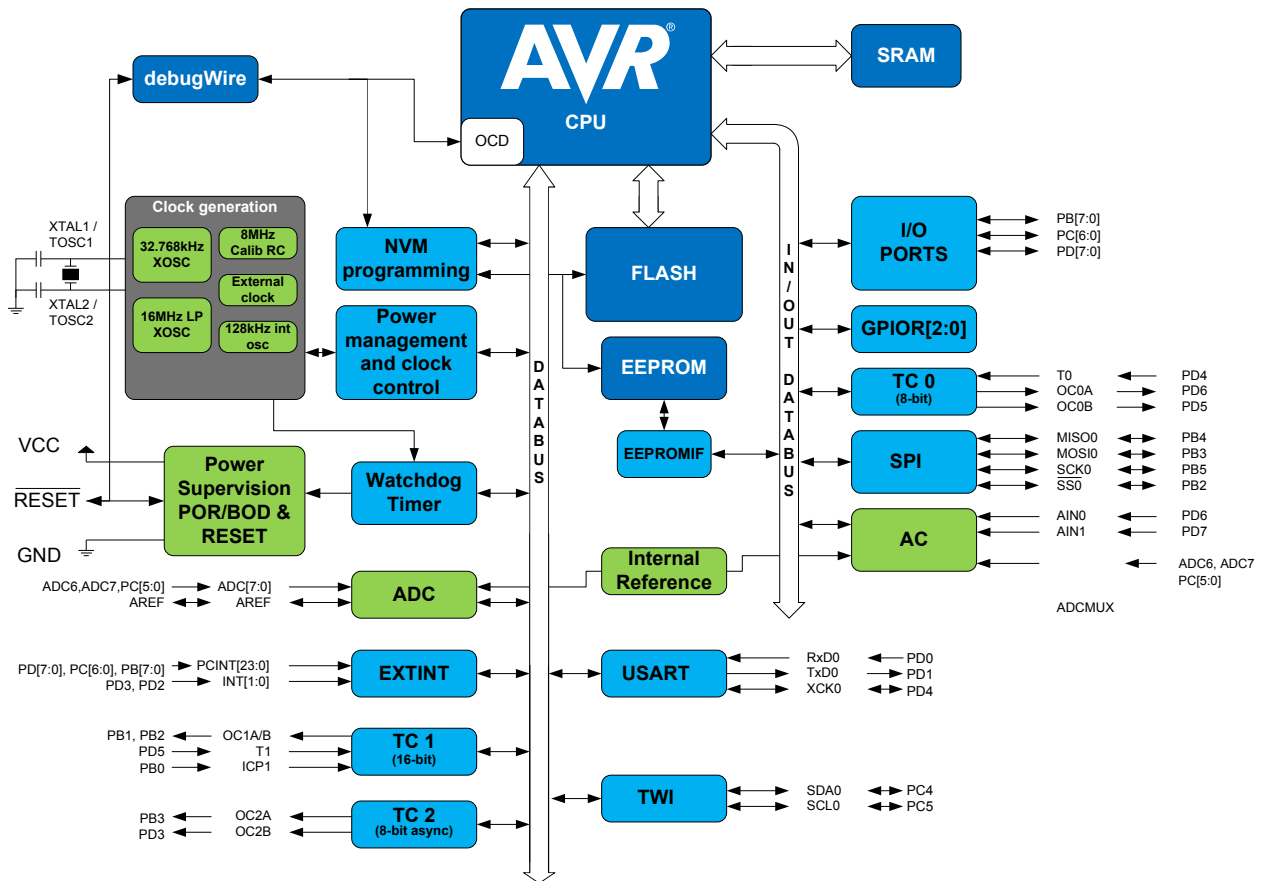 AVR®
CPU
OCD
SRAM
debugWire
Clock generation
XTAL1 /
TOSC1
32.768kHz
XOSC
8MHz
Calib RC
External
clock
XTAL2 /
TOSC2
16MHz LP
XOSC
128kHz int
osc
NVM
programming
Power
management
and clock
control
FLASH
EEPROM
EEPROMIF
DATABUS
IN/OUT DATABUS
I/O
PORTS
PB[7:0]
PC[6:0]
PD[7:0]
GPIOR[2:0]
TC 0
(8-bit)
T0 PD4
OC0A PD6
OC0B PD5
SPI
MISO0 PB4
MOSI0 PB3
SCK0 PB5
SS0 PB2
AC
AIN0 PD6
AIN1 PD7
ADC6, ADC7
PC[5:0]
ADCMUX
VCC
RESET
GND
Power
Supervision
POR/BOD &
RESET
Watchdog
Timer
Internal
Reference
ADC6,ADC7,PC[5:0] ADC[7:0]
AREF AREF
ADC
PD[7:0], PC[6:0], PB[7:0] PCINT[23:0]
PD3, PD2 INT[1:0]
EXTINT
USART
RxD0 PD0
TxD0 PD1
XCK0 PD4
PB1, PB2 OC1A/B
PD5 T1
PB0 ICP1
TC 1
(16-bit)
TWI
SDA0 PC4
SCL0 PC5
PB3 OC2A
PD3 OC2B
TC 2
(8-bit async)